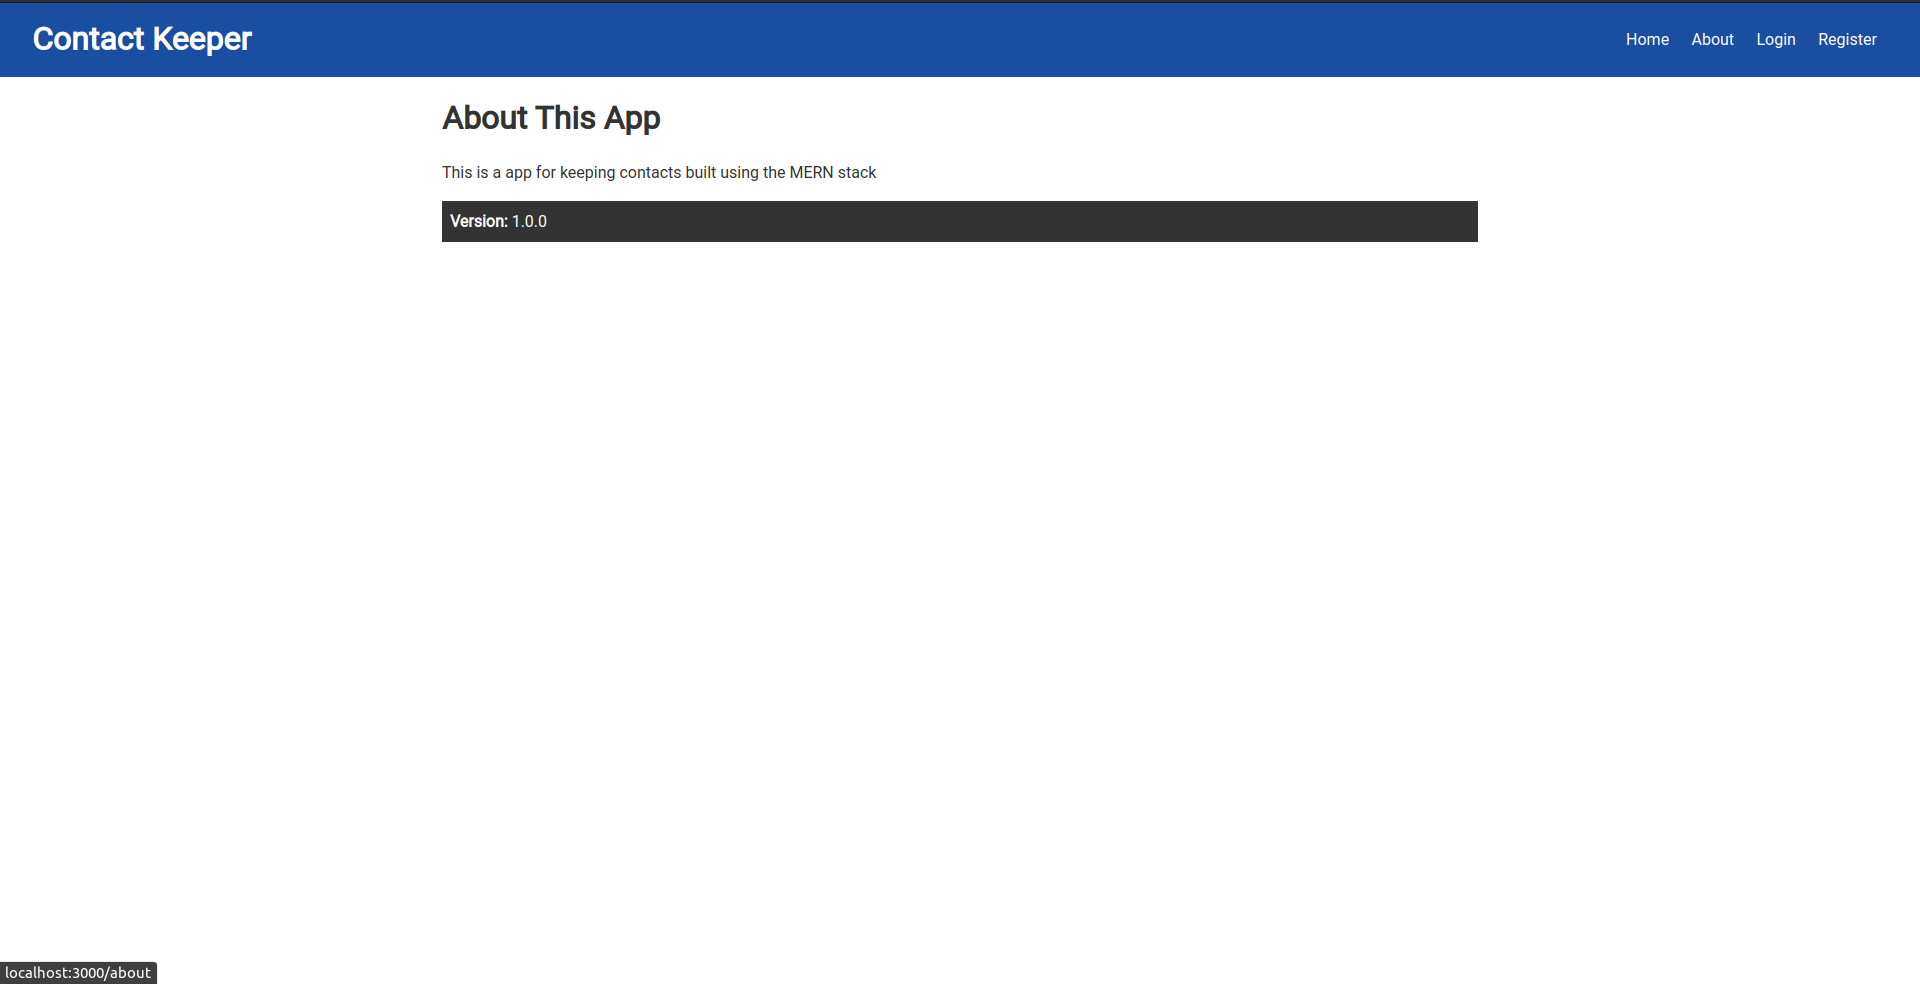 Contact Keeper
Home About Login Register
About This App
This is a app for keeping contacts built using the MERN stack
Version: 1.0.0
localhost:3000/about